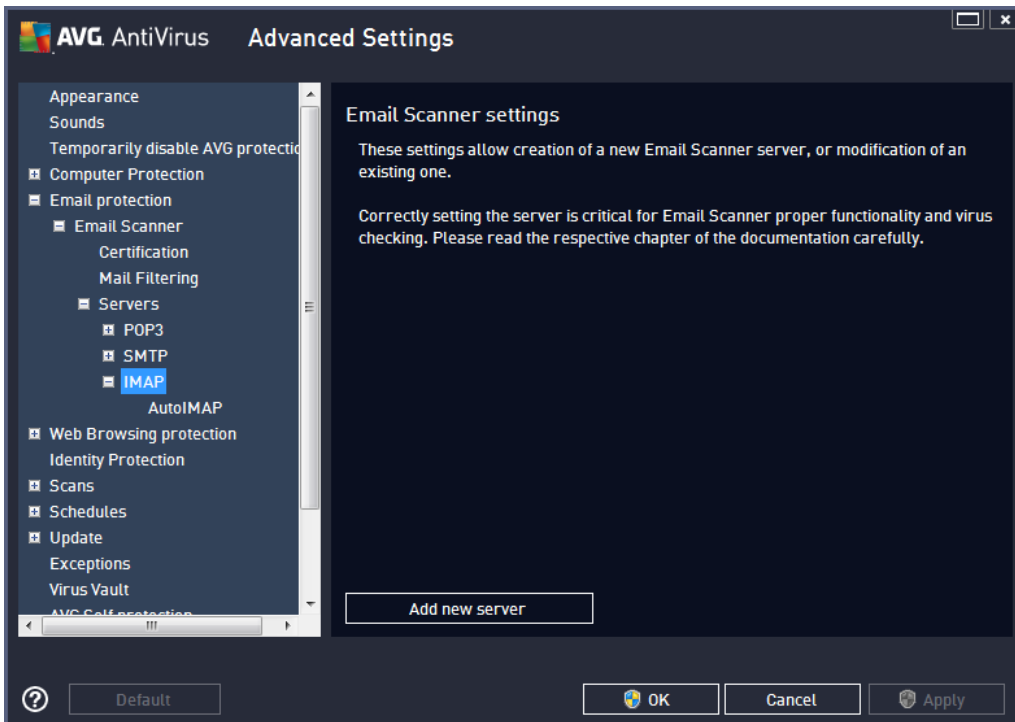 AVG AntiVirus Advanced Settings
Appearance
Sounds
Temporarily disable AVG protectio
Computer Protection
Email protection
Email Scanner
Certification
Mail Filtering
Servers
POP3
SMTP
IMAP
AutoIMAP
Web Browsing protection
Identity Protection
Scans
Schedules
Update
Exceptions
Virus Vault
AVG Self protection
Email Scanner settings
These settings allow creation of a new Email Scanner server, or modification of an
existing one.
Correctly setting the server is critical for Email Scanner proper functionality and virus
checking. Please read the respective chapter of the documentation carefully.
Add new server
?
Default
OK
Cancel
Apply